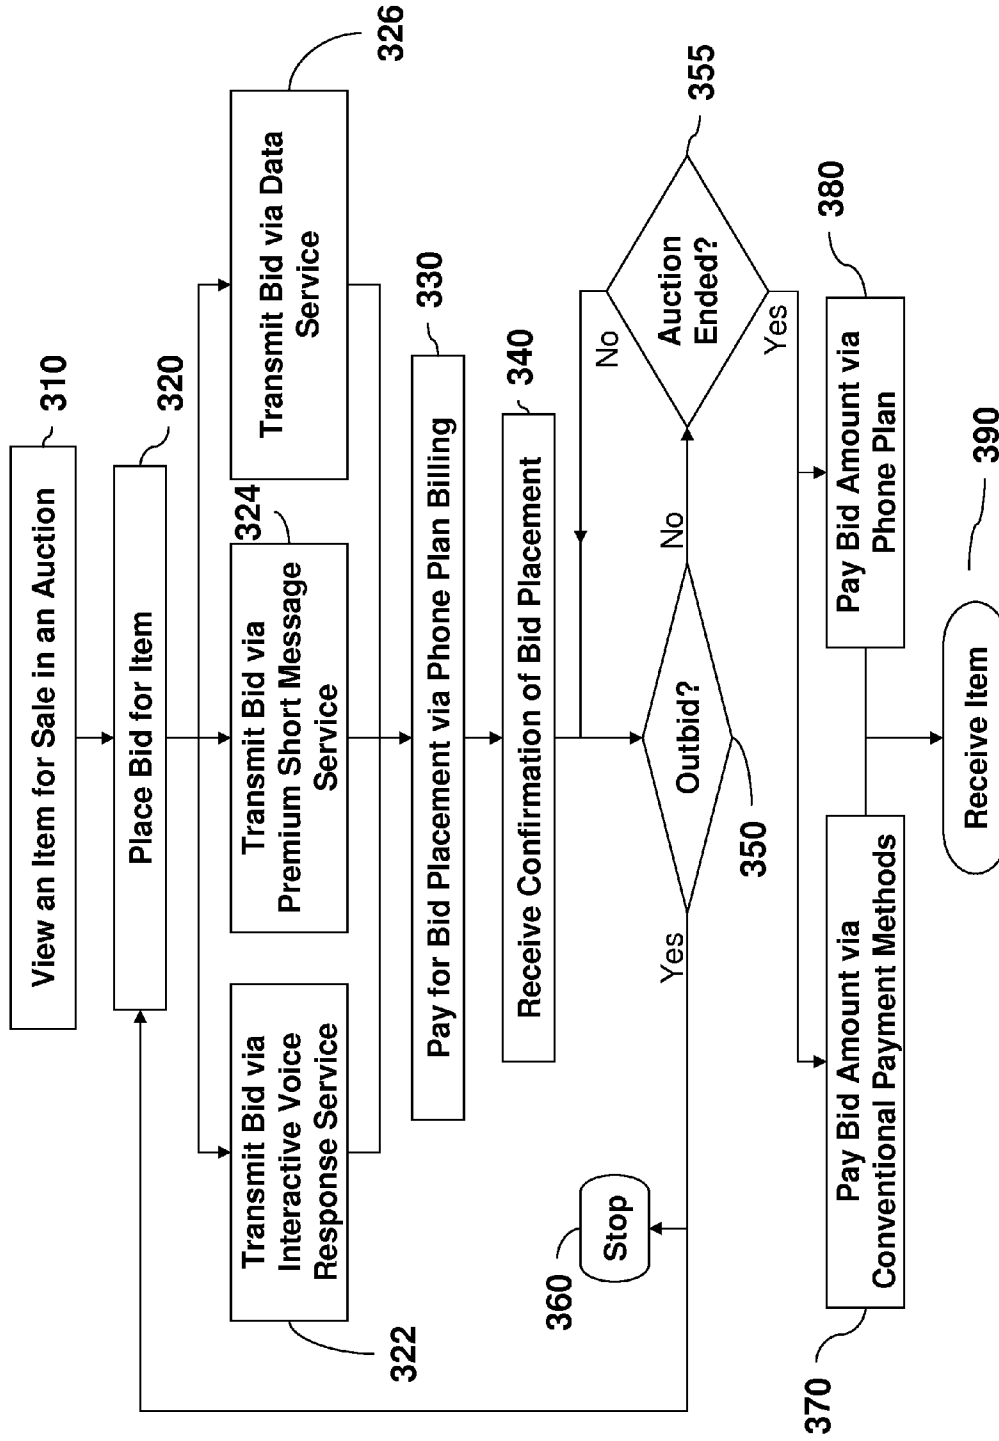 View an Item for Sale in an Auction
310
Place Bid for Item
320
Transmit Bid via
Interactive Voice
Response Service
322
Transmit Bid via
Premium Short Message
Service
324
Transmit Bid via Data
Service
326
Pay for Bid Placement via Phone Plan Billing
330
Receive Confirmation of Bid Placement
340
Outbid?
350
Yes
No
Stop
360
Auction
Ended?
355
No
Yes
Pay Bid Amount via
Conventional Payment Methods
370
Pay Bid Amount via
Phone Plan
380
Receive Item
390